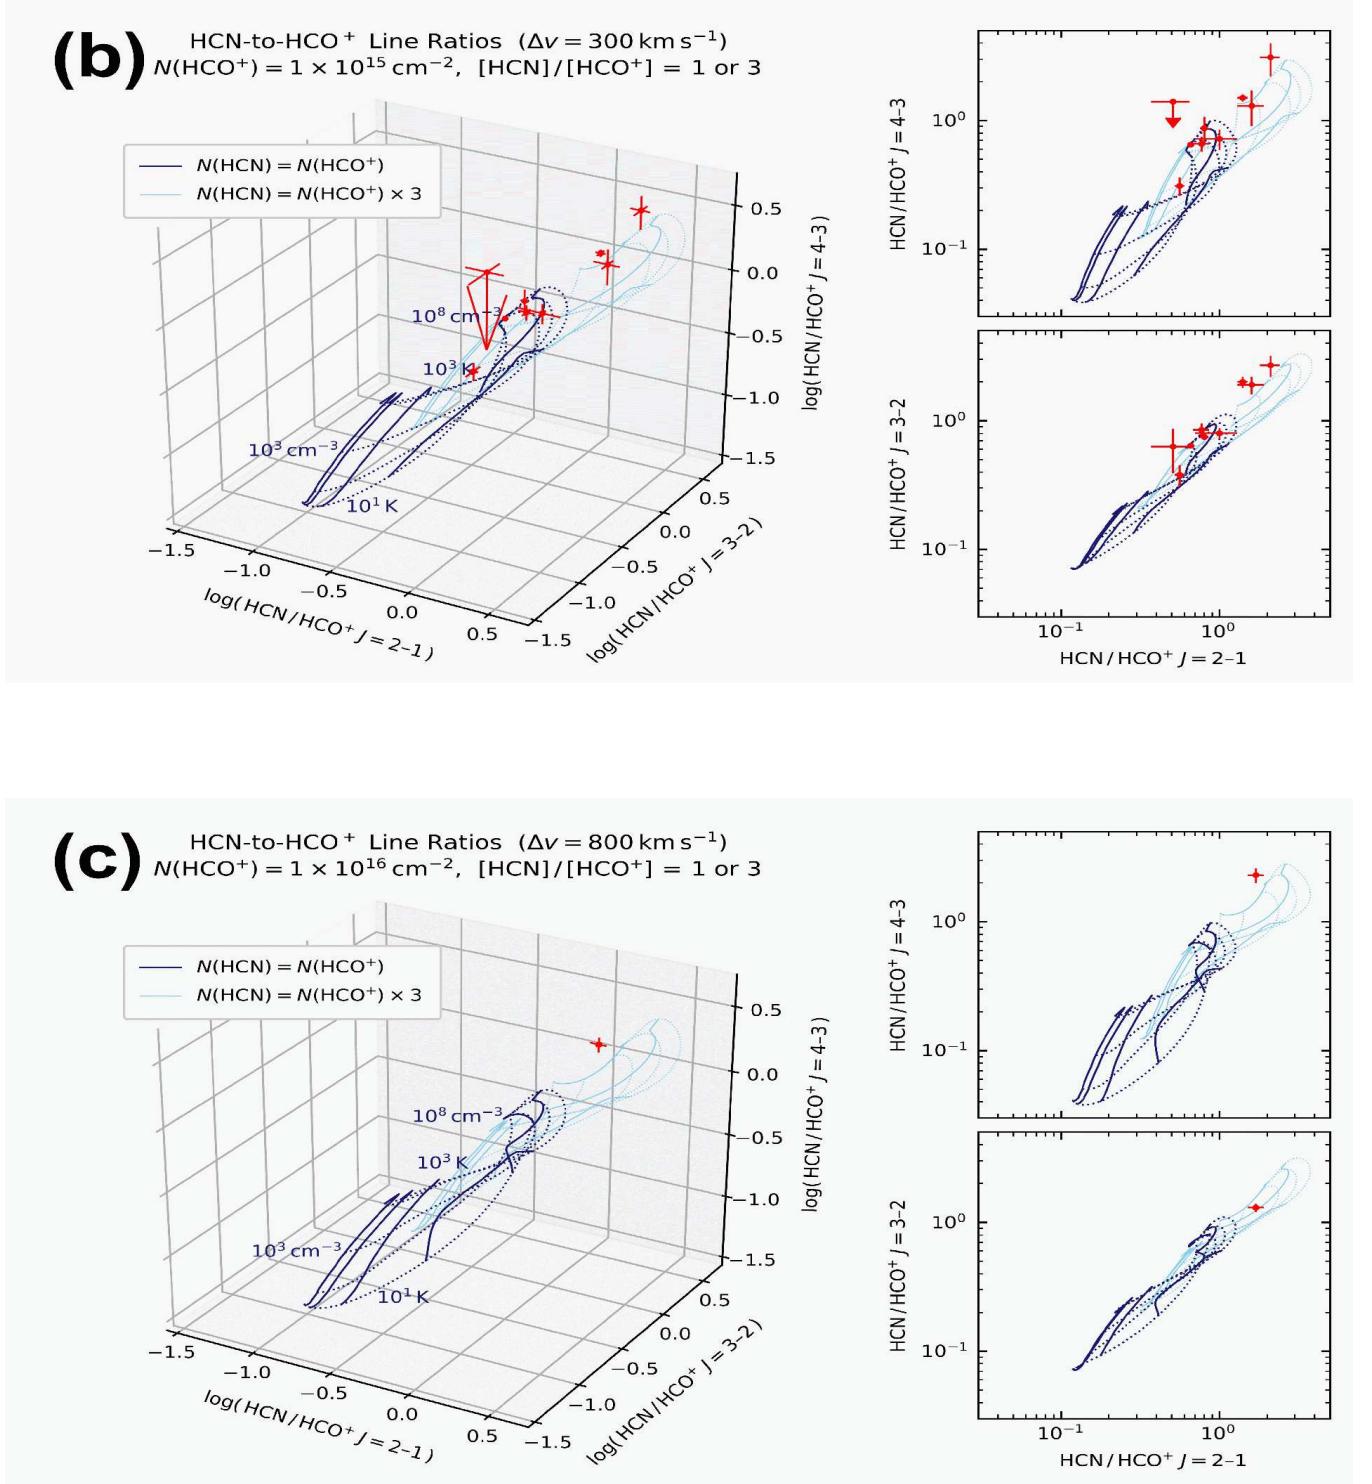 (b)
HCN-to-HCO⁺ Line Ratios (Δv = 300 km s⁻¹)
N(HCO⁺) = 1 × 10¹⁵ cm⁻², [HCN]/[HCO⁺] = 1 or 3
N(HCN) = N(HCO⁺)
N(HCN) = N(HCO⁺) × 3
10⁸ cm⁻³
10³ K
10³ cm⁻³
10¹ K
0.5
0.0
−0.5
−1.0
−1.5
log(HCN/HCO⁺ J = 4–3)
−1.5
−1.0
−0.5
0.0
0.5
log(HCN/HCO⁺ J = 2–1)
−1.5
−1.0
−0.5
0.0
0.5
log(HCN/HCO⁺ J = 3–2)
10⁰
10⁻¹
HCN/HCO⁺ J = 4–3
10⁰
10⁻¹
HCN/HCO⁺ J = 3–2
10⁻¹
10⁰
HCN/HCO⁺ J = 2–1
(c)
HCN-to-HCO⁺ Line Ratios (Δv = 800 km s⁻¹)
N(HCO⁺) = 1 × 10¹⁶ cm⁻², [HCN]/[HCO⁺] = 1 or 3
N(HCN) = N(HCO⁺)
N(HCN) = N(HCO⁺) × 3
10⁸ cm⁻³
10³ K
10³ cm⁻³
10¹ K
0.5
0.0
−0.5
−1.0
−1.5
log(HCN/HCO⁺ J = 4–3)
−1.5
−1.0
−0.5
0.0
0.5
log(HCN/HCO⁺ J = 2–1)
−1.5
−1.0
−0.5
0.0
0.5
log(HCN/HCO⁺ J = 3–2)
10⁰
10⁻¹
HCN/HCO⁺ J = 4–3
10⁰
10⁻¹
HCN/HCO⁺ J = 3–2
10⁻¹
10⁰
HCN/HCO⁺ J = 2–1